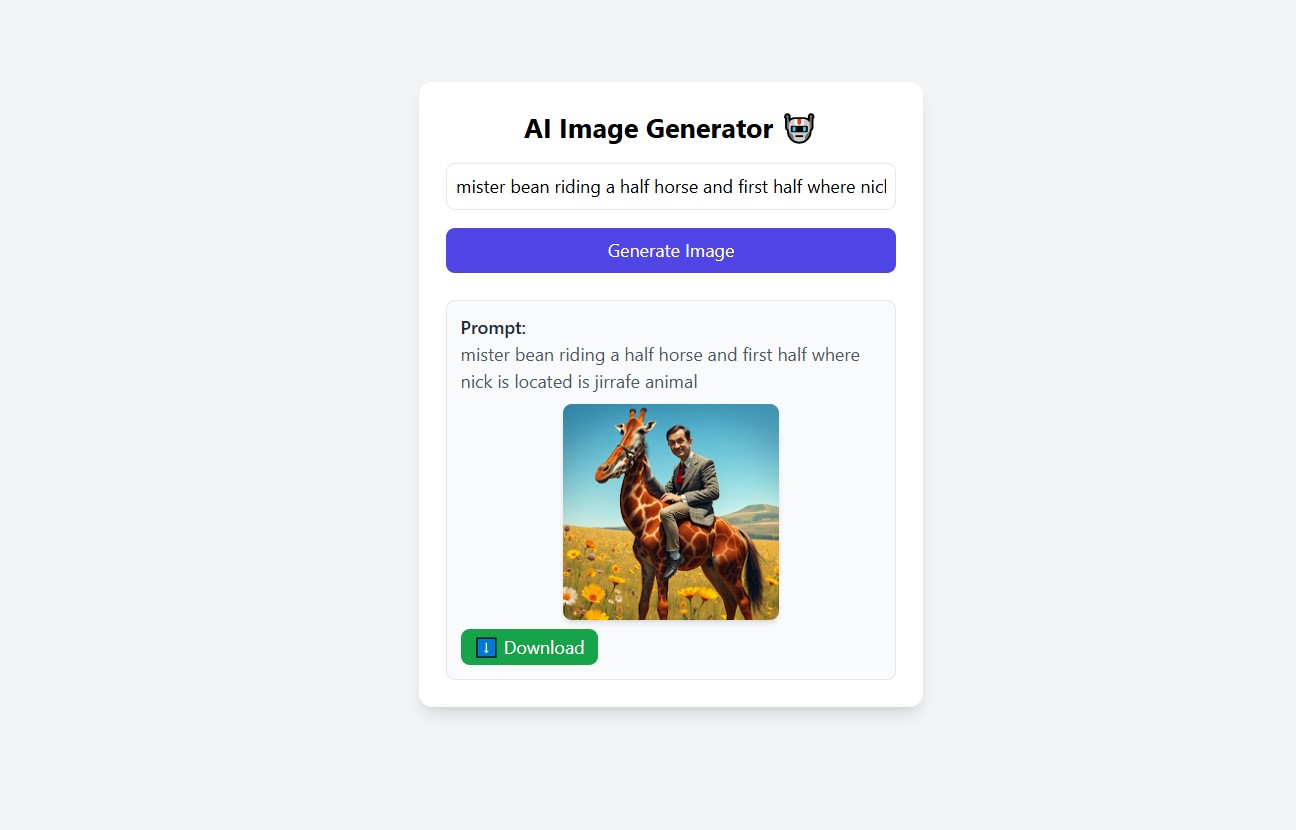 AI Image Generator
mister bean riding a half horse and first half where nicl
Generate Image
Prompt:
mister bean riding a half horse and first half where
nick is located is jirrafe animal
Download